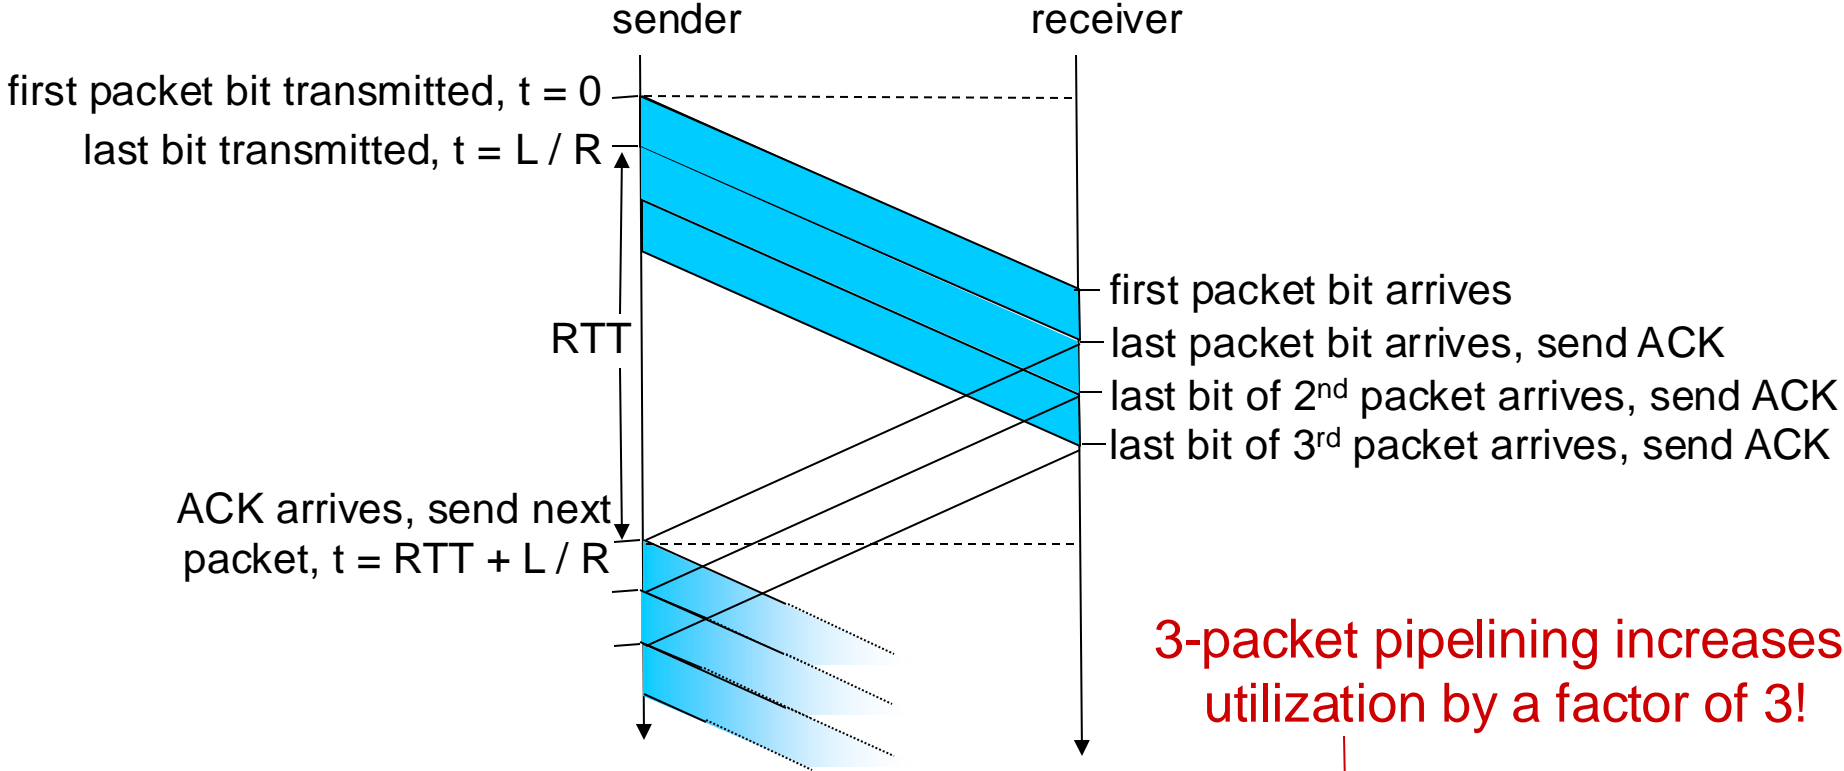 sender
receiver
first packet bit transmitted, t = 0
last bit transmitted, t = L / R
RTT
first packet bit arrives
last packet bit arrives, send ACK
last bit of 2nd packet arrives, send ACK
last bit of 3rd packet arrives, send ACK
ACK arrives, send next
packet, t = RTT + L / R
3-packet pipelining increases
utilization by a factor of 3!